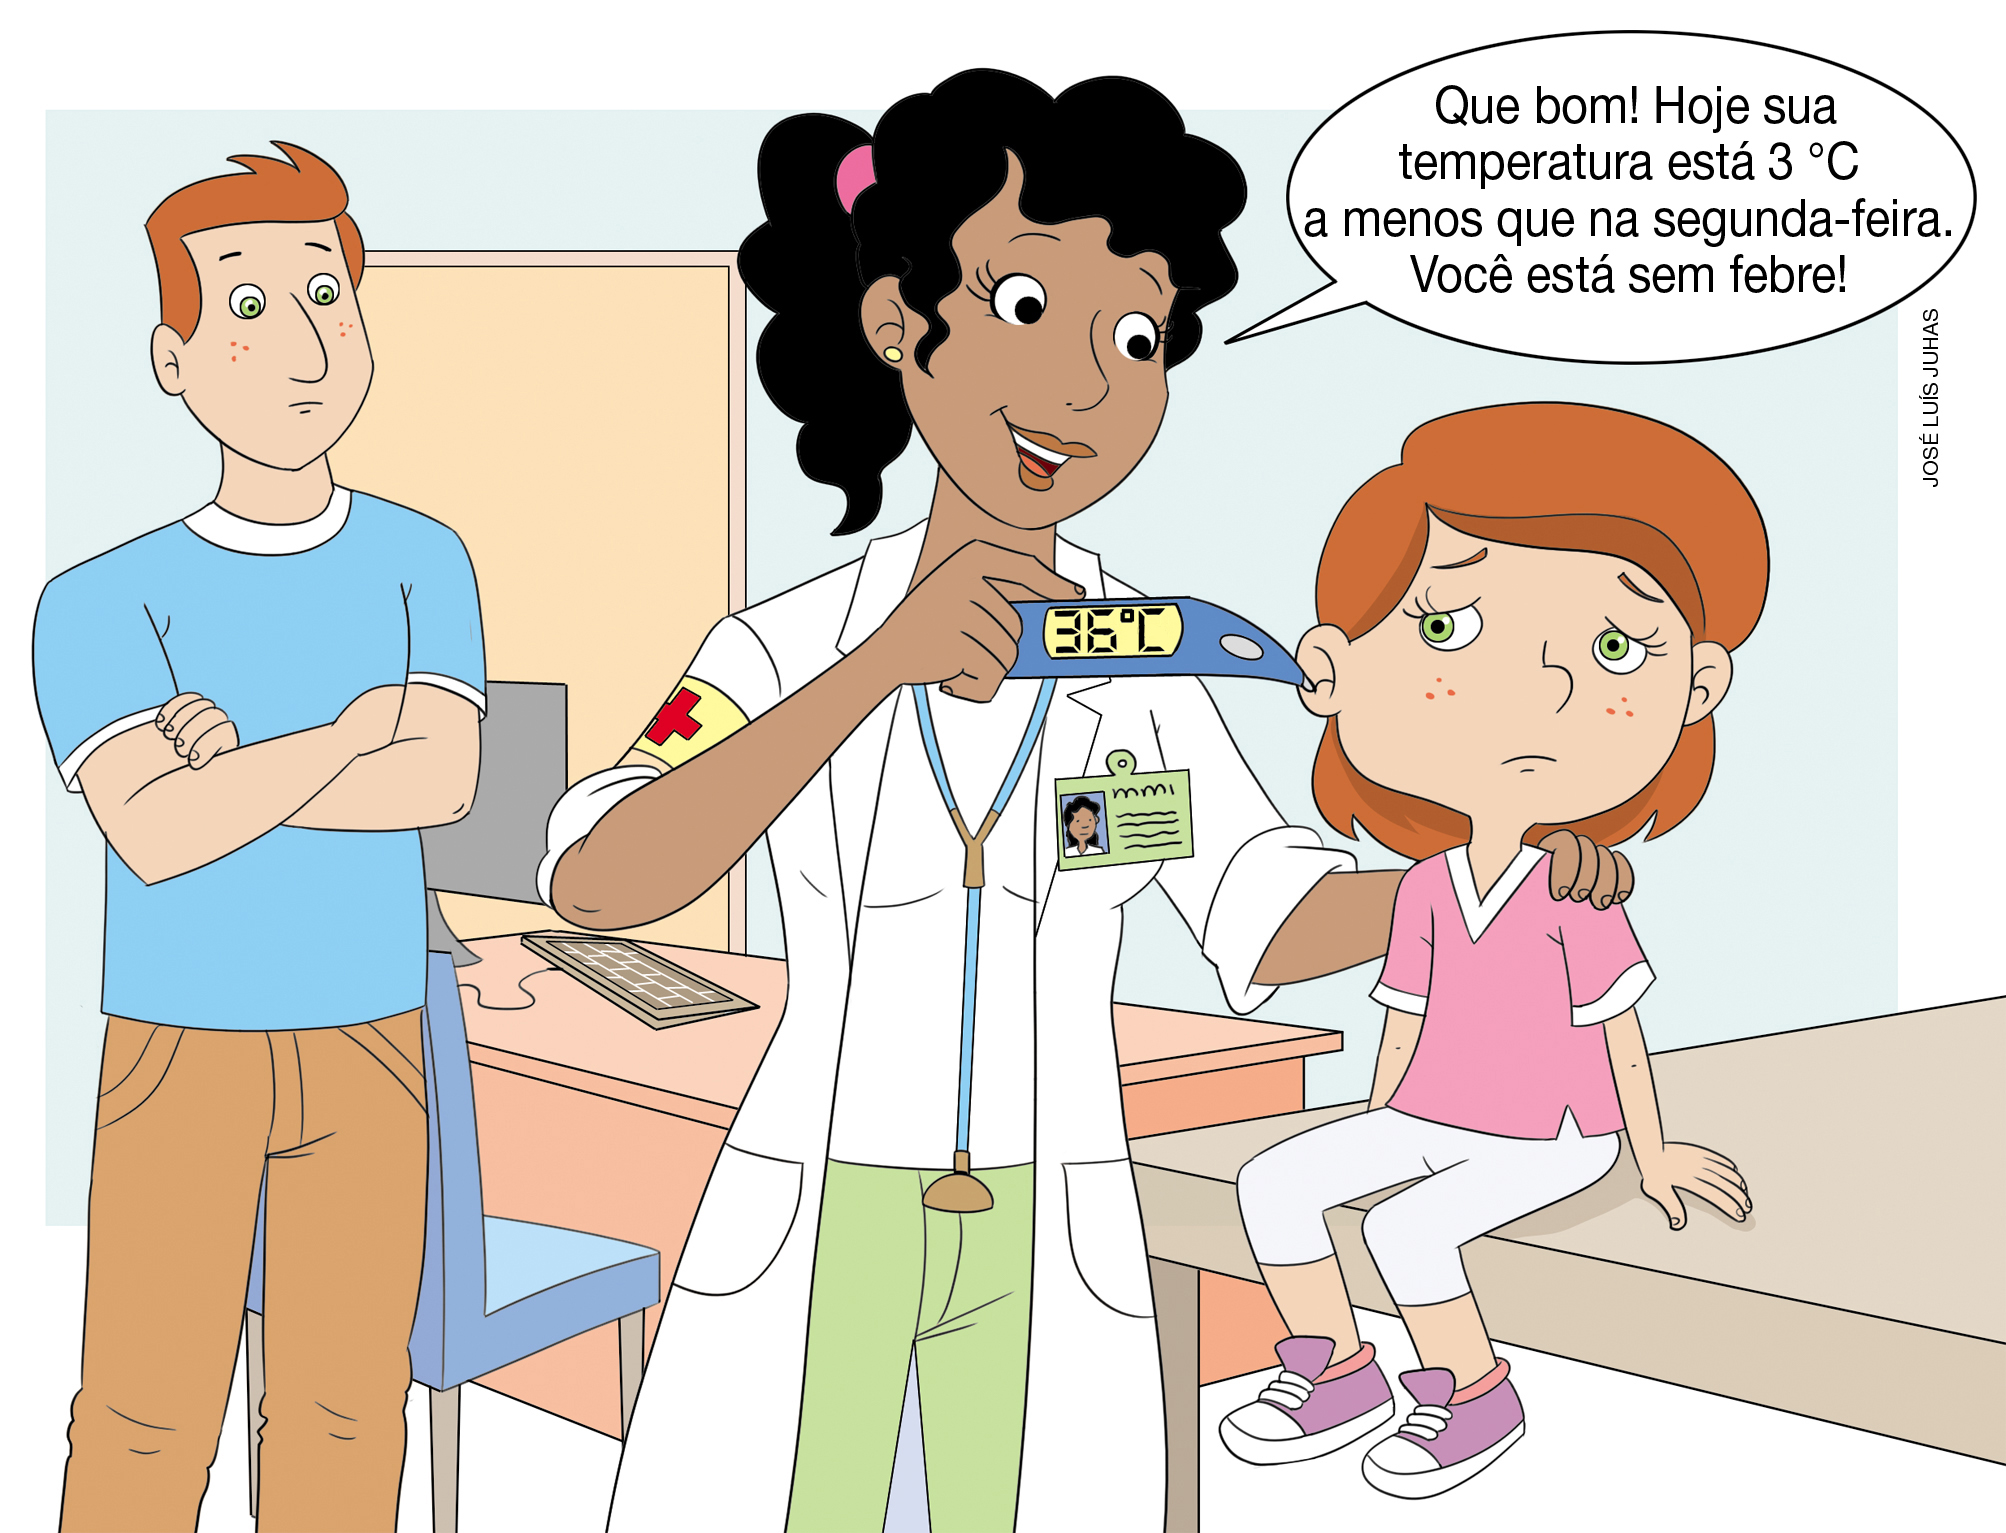 Que bom! Hoje sua
temperatura está 3 °C
a menos que na segunda-feira.
Você está sem febre!
JOSÉ LUÍS JUHAS
36°C